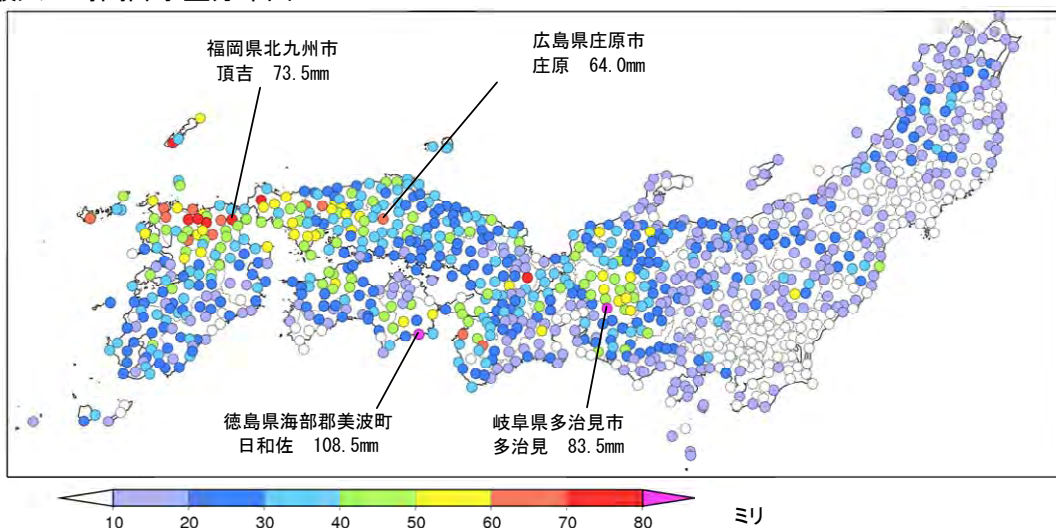 福岡県北九州市
頂吉 73.5mm
広島県庄原市
庄原 64.0mm
徳島県海部郡美波町
日和佐 108.5mm
岐阜県多治見市
多治見 83.5mm
10 20 30 40 50 60 70 80 ミリ